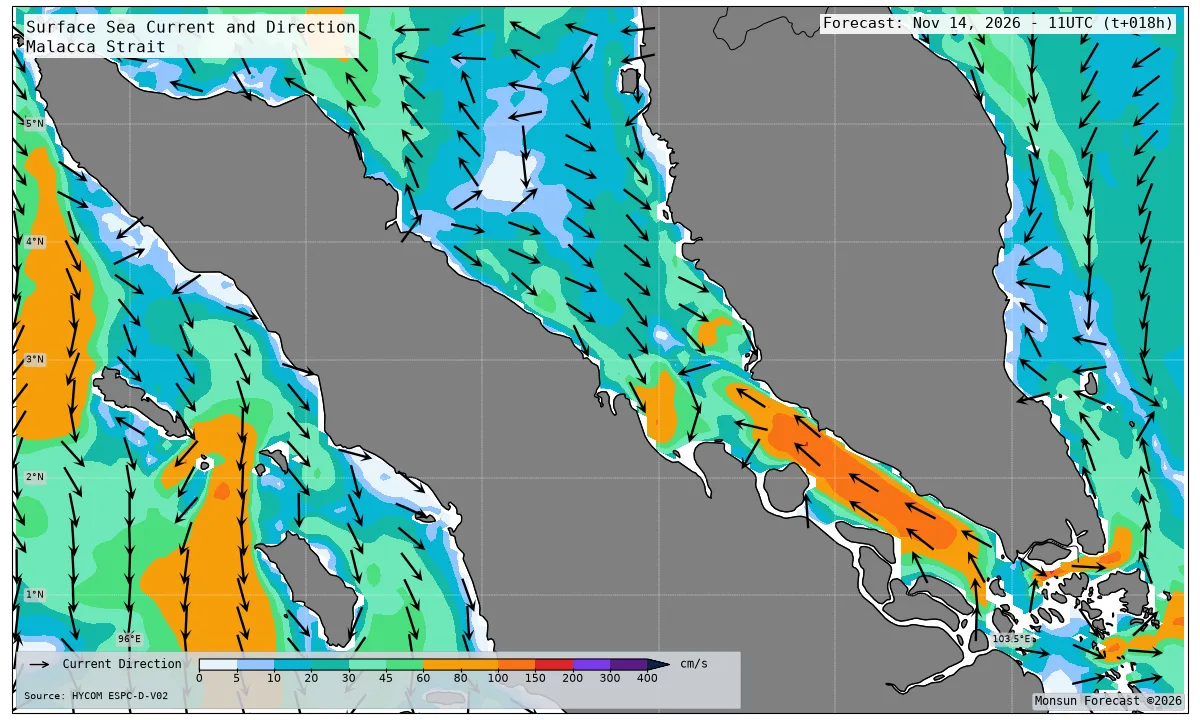 Surface Sea Current and Direction
Malacca Strait
Forecast: Nov 14, 2026 - 11UTC (t+018h)
5°N
4°N
3°N
2°N
1°N
96°E
103.5°E
Current Direction
0 5 10 20 30 45 60 80 100 150 200 300 400
cm/s
Source: HYCOM ESPC-D-V02
Monsun Forecast ©2026